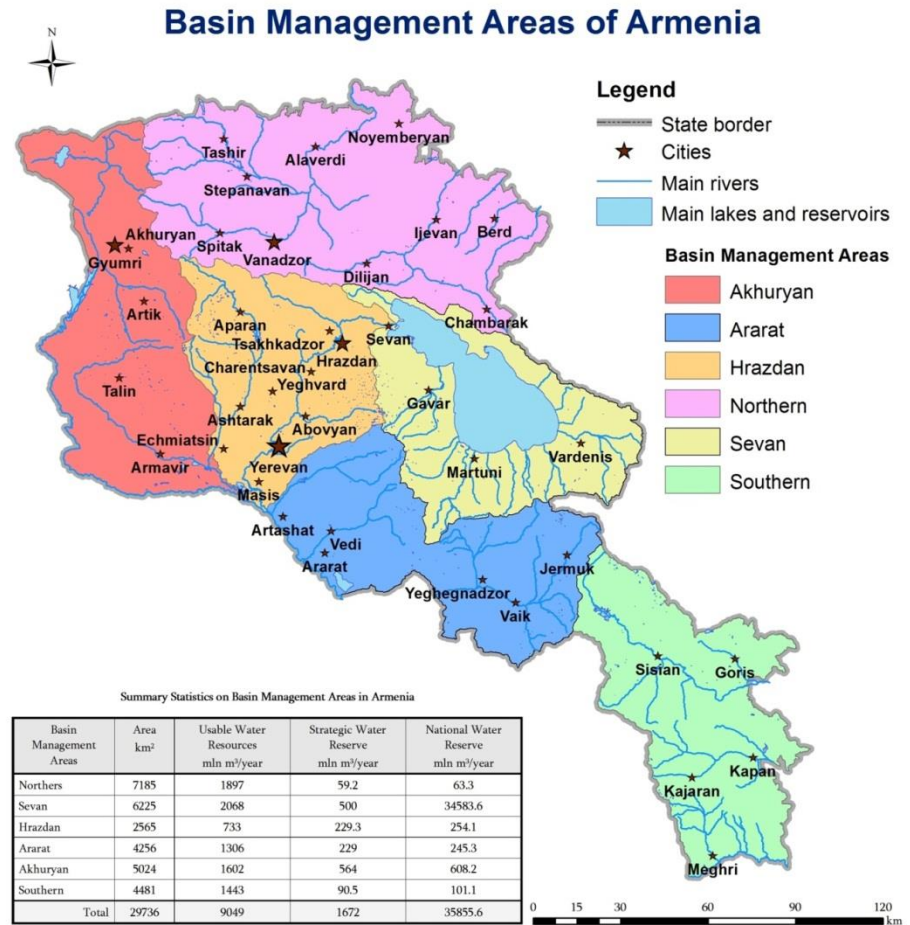 Basin Management Areas of Armenia
N
Legend
State border
Cities
Main rivers
Main lakes and reservoirs
Basin Management Areas
Akhuryan
Ararat
Hrazdan
Northern
Sevan
Southern
Noyemberyan
Tashir
Alaverdi
Stepanavan
Ijevan
Berd
Akhuryan
Spitak
Gyumri
Vanadzor
Dilijan
Artik
Aparan
Chambarak
Tsakhkadzor
Sevan
Hrazdan
Charentsavan
Talin
Yeghvard
Gavar
Ashtarak
Abovyan
Echmiatsin
Vardenis
Armavir
Yerevan
Martuni
Masis
Artashat
Vedi
Ararat
Jermuk
Yeghegnadzor
Vaik
Sisian
Goris
Kapan
Kajaran
Meghri
Summary Statistics on Basin Management Areas in Armenia
Basin Management Areas Area km² Usable Water Resources mln m³/year Strategic Water Reserve mln m³/year National Water Reserve mln m³/year
Northers 7185 1897 59.2 63.3
Sevan 6225 2068 500 34583.6
Hrazdan 2565 733 229.3 254.1
Ararat 4256 1306 229 245.3
Akhuryan 5024 1602 564 608.2
Southern 4481 1443 90.5 101.1
Total 29736 9049 1672 35855.6
0 15 30 60 90 120
km